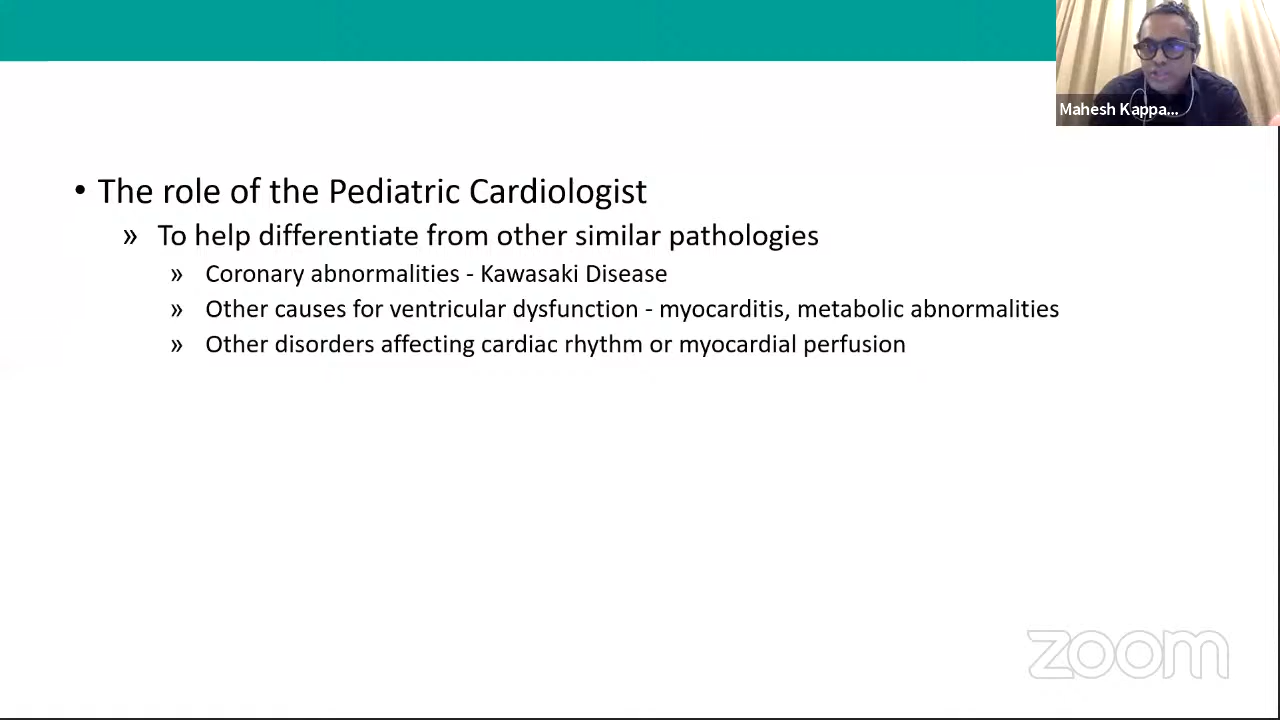 Mahesh Kappa...
• The role of the Pediatric Cardiologist
» To help differentiate from other similar pathologies
» Coronary abnormalities - Kawasaki Disease
» Other causes for ventricular dysfunction - myocarditis, metabolic abnormalities
» Other disorders affecting cardiac rhythm or myocardial perfusion
zoom